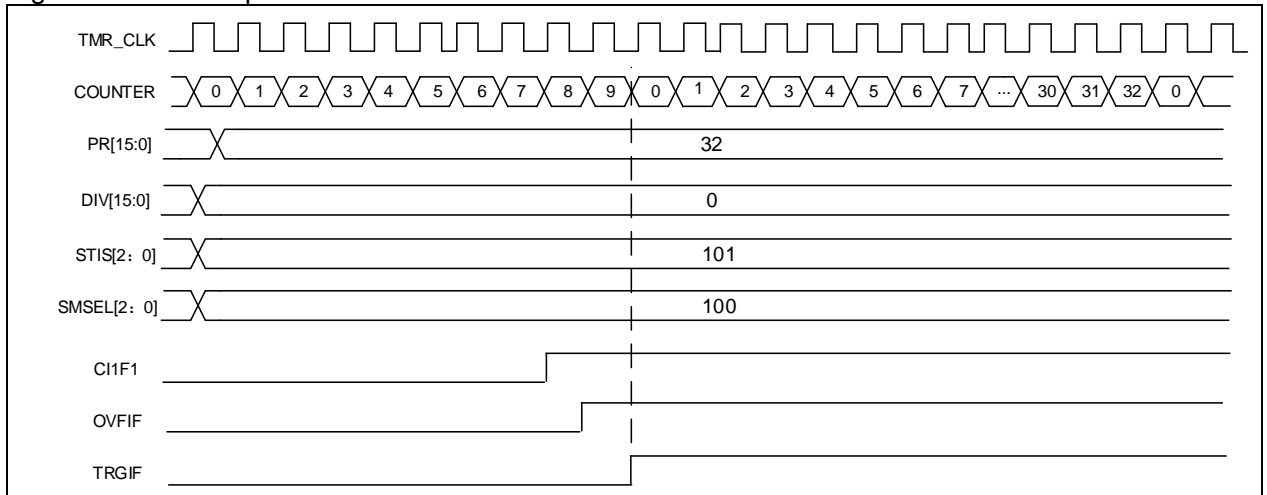 TMR_CLK
COUNTER 0 1 2 3 4 5 6 7 8 9 0 1 2 3 4 5 6 7 ... 30 31 32 0
PR[15:0] 32
DIV[15:0] 0
STIS[2：0] 101
SMSEL[2：0] 100
CI1F1
OVFIF
TRGIF